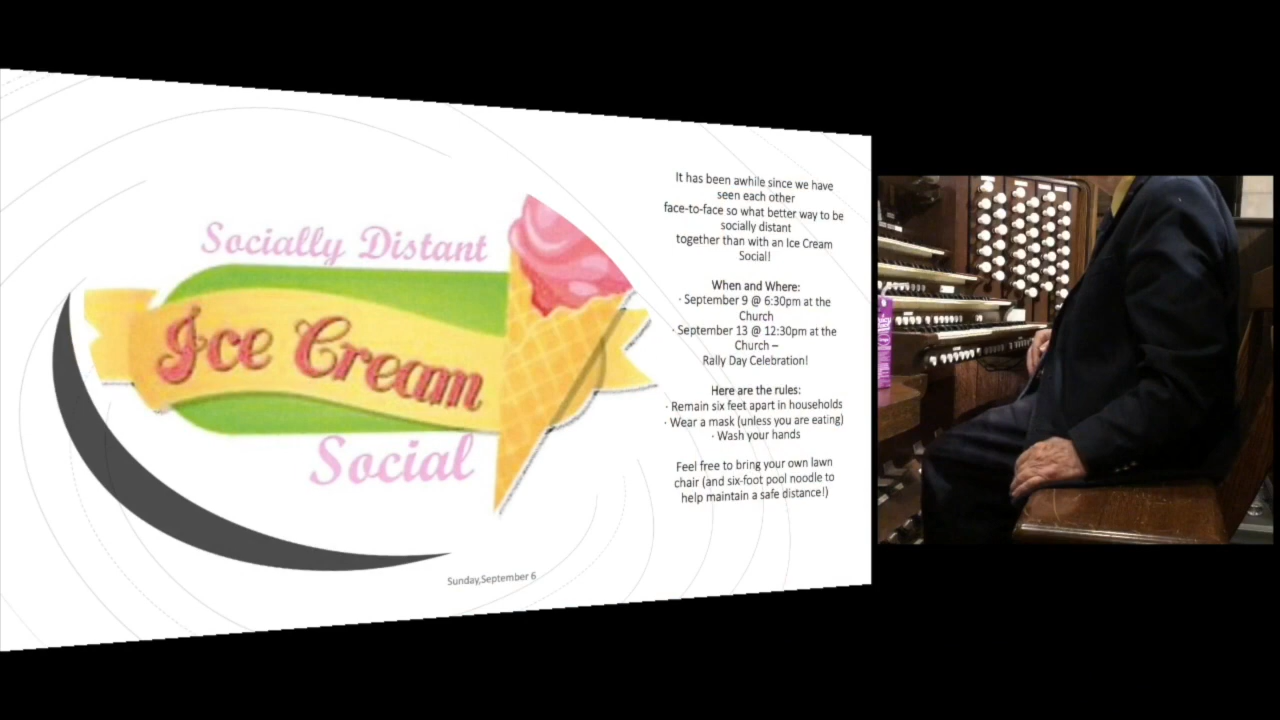 Socially Distant
Ice Cream
Social
It has been awhile since we have
seen each other
face-to-face so what better way to be
socially distant
together than with an Ice Cream
Social!
When and Where:
· September 9 @ 6:30pm at the
Church
· September 13 @ 12:30pm at the
Church –
Rally Day Celebration!
Here are the rules:
· Remain six feet apart in households
· Wear a mask (unless you are eating)
· Wash your hands
Feel free to bring your own lawn
chair (and six-foot pool noodle to
help maintain a safe distance!)
Sunday,September 6